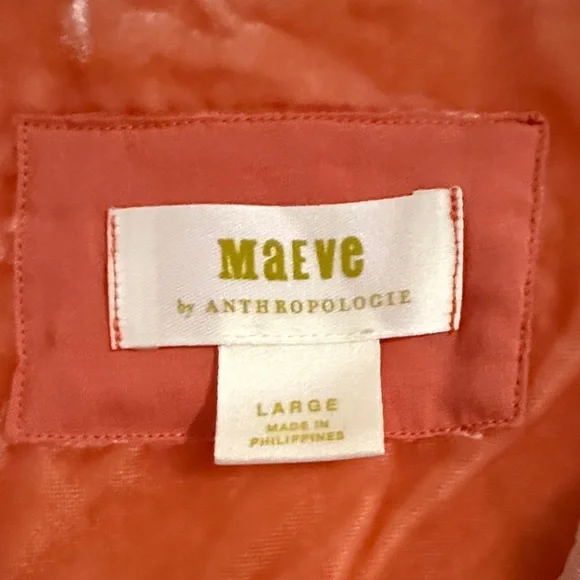 MaEVe
by ANTHROPOLOGIE
LARGE
MADE IN
PHILIPPINES